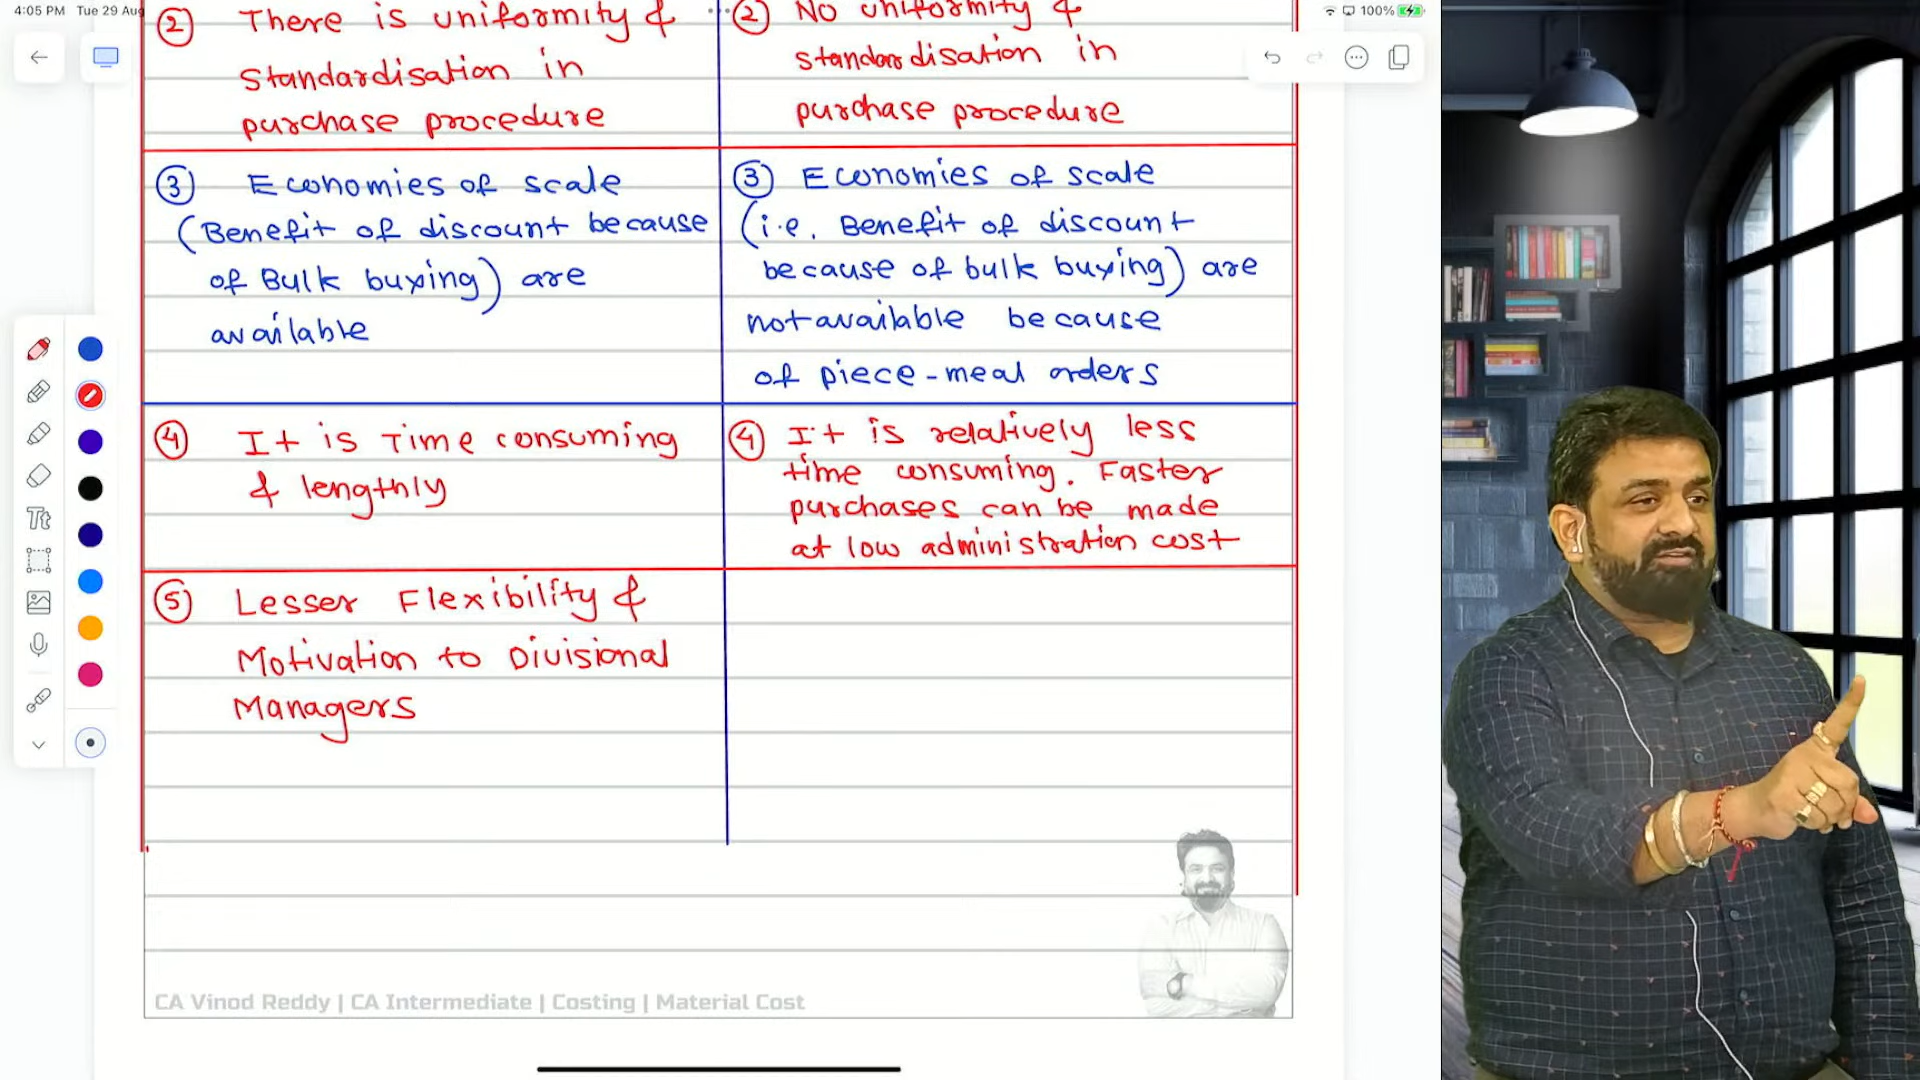 4:05 PM Tue 29 Aug
100%
② There is uniformity &
standardisation in
purchase procedure
② No uniformity &
standardisation in
purchase procedure
③ Economies of scale
(Benefit of discount because
of Bulk buying) are
available
③ Economies of scale
(i.e. Benefit of discount
because of bulk buying) are
not available because
of piece-meal orders
④ It is Time consuming
& lengthly
④ It is relatively less
time consuming. Faster
purchases can be made
at low administration cost
⑤ Lesser Flexibility &
Motivation to Divisional
Managers
Tt
CA Vinod Reddy | CA Intermediate | Costing | Material Cost